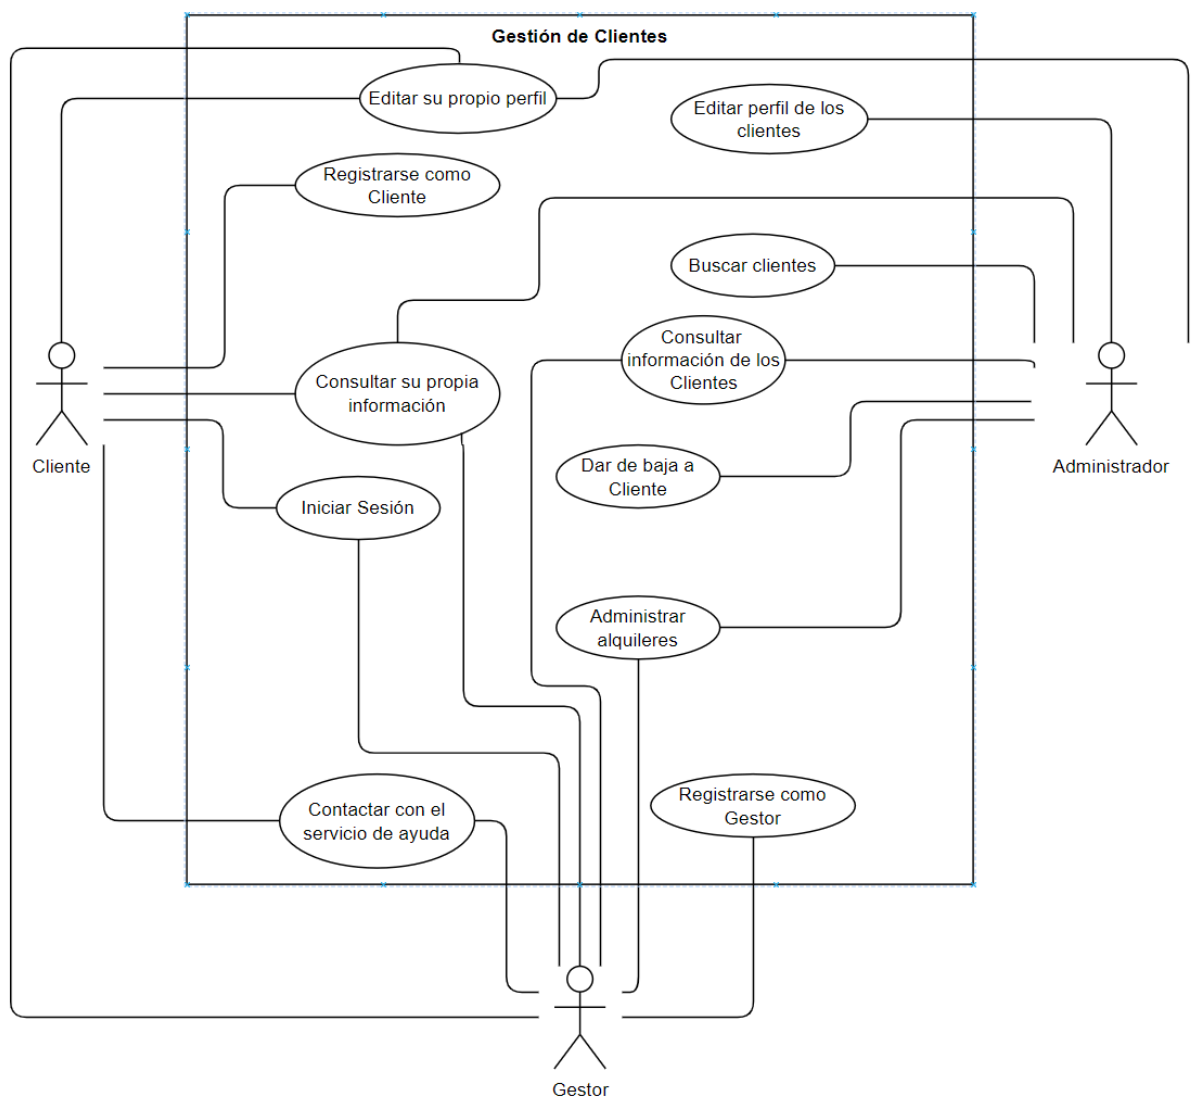 Gestión de Clientes
Editar su propio perfil
Editar perfil de los
clientes
Registrarse como
Cliente
Buscar clientes
Consultar
información de los
Clientes
Consultar su propia
información
Cliente
Administrador
Dar de baja a
Cliente
Iniciar Sesión
Administrar
alquileres
Registrarse como
Gestor
Contactar con el
servicio de ayuda
Gestor